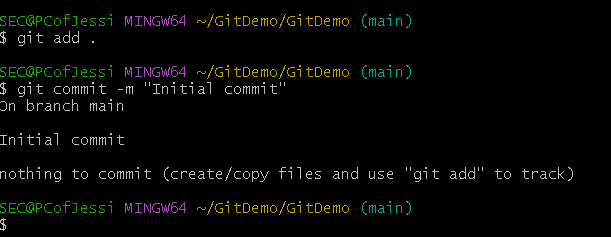 SEC@PCofJessi MINGW64 ~/GitDemo/GitDemo (main)
$ git add .
SEC@PCofJessi MINGW64 ~/GitDemo/GitDemo (main)
$ git commit -m "Initial commit"
On branch main
Initial commit
nothing to commit (create/copy files and use "git add" to track)
SEC@PCofJessi MINGW64 ~/GitDemo/GitDemo (main)
$